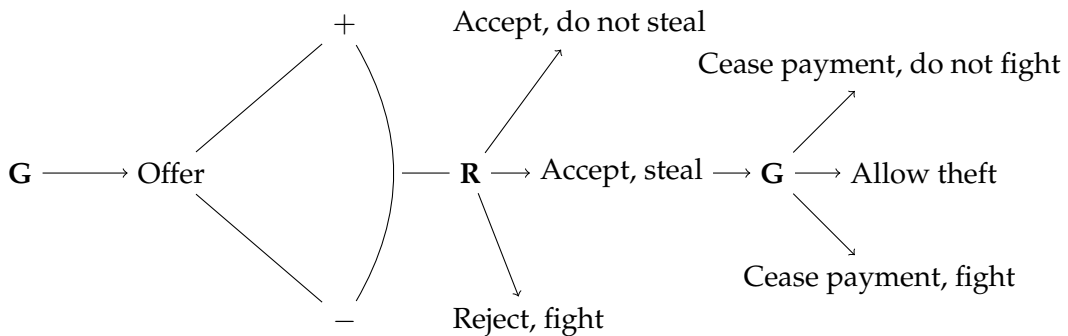 +
Accept, do not steal
Cease payment, do not fight
G
Offer
R
Accept, steal
G
Allow theft
Cease payment, fight
−
Reject, fight